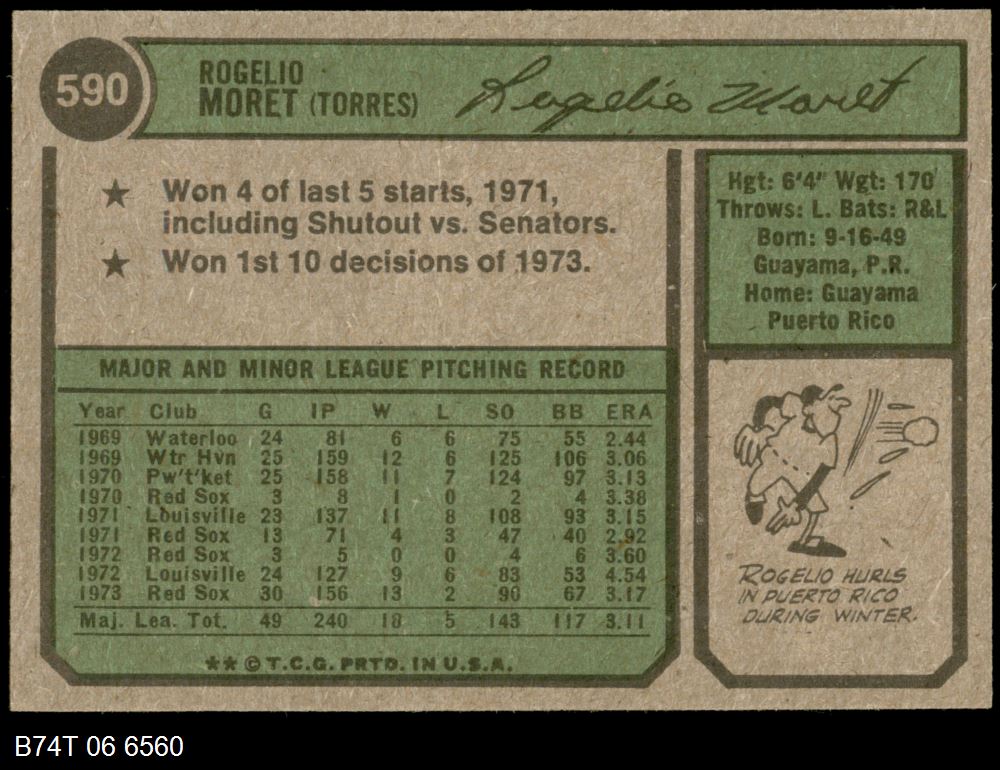 590
ROGELIO
MORET (TORRES)
Rogelio Moret
★ Won 4 of last 5 starts, 1971,
including Shutout vs. Senators.
★ Won 1st 10 decisions of 1973.
Hgt: 6'4" Wgt: 170
Throws: L. Bats: R&L
Born: 9-16-49
Guayama, P.R.
Home: Guayama
Puerto Rico
MAJOR AND MINOR LEAGUE PITCHING RECORD
Year Club G IP W L SO BB ERA
1969 Waterloo 24 81 6 6 75 55 2.44
1969 Wtr Hvn 25 159 12 6 125 106 3.06
1970 Pw't'ket 25 158 11 7 124 97 3.13
1970 Red Sox 3 8 1 0 2 4 3.38
1971 Louisville 23 137 11 8 108 93 3.15
1971 Red Sox 13 71 4 3 47 40 2.92
1972 Red Sox 3 5 0 0 4 6 3.60
1972 Louisville 24 127 9 6 83 53 4.54
1973 Red Sox 30 156 13 2 90 67 3.17
Maj. Lea. Tot. 49 240 18 5 143 117 3.11
★★ © T.C.G. PRTD. IN U.S.A.
ROGELIO HURLS
IN PUERTO RICO
DURING WINTER.
B74T 06 6560